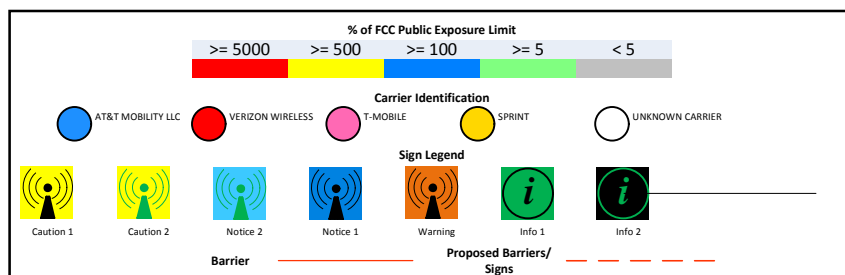 % of FCC Public Exposure Limit
>= 5000 >= 500 >= 100 >= 5 < 5
Carrier Identification
AT&T MOBILITY LLC VERIZON WIRELESS T-MOBILE SPRINT UNKNOWN CARRIER
Sign Legend
i i
Caution 1 Caution 2 Notice 2 Notice 1 Warning Info 1 Info 2
Barrier Proposed Barriers/
Signs